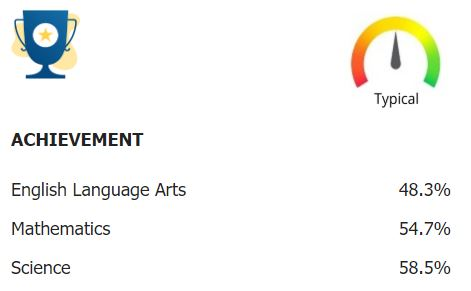 Typical
ACHIEVEMENT
English Language Arts 48.3%
Mathematics 54.7%
Science 58.5%